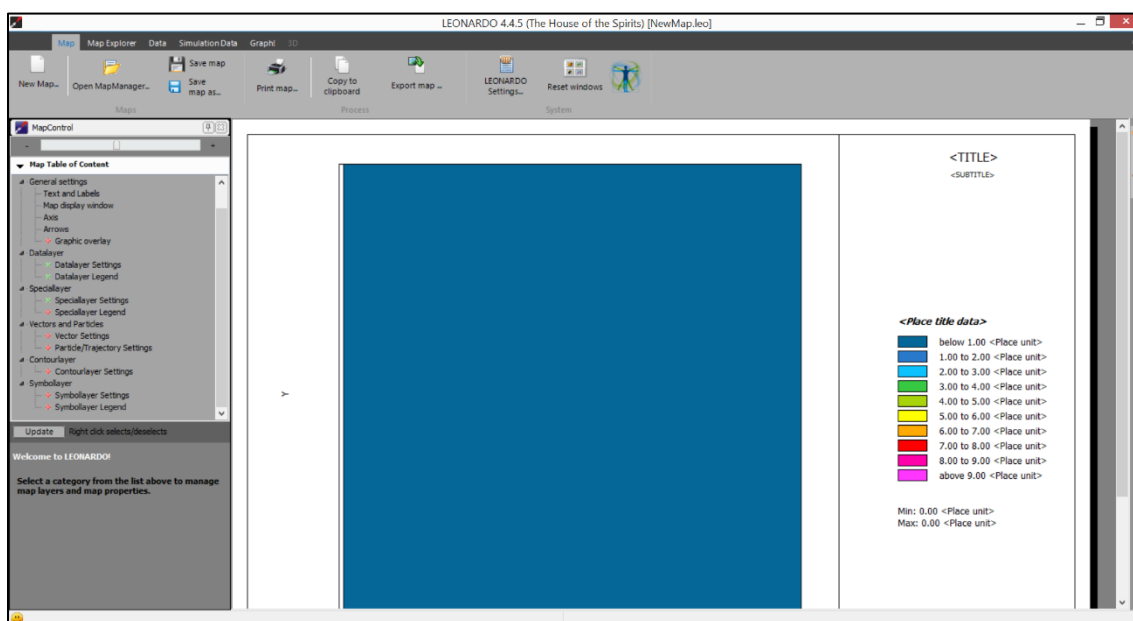 LEONARDO 4.4.5 (The House of the Spirits) [NewMap.leo]
Map Map Explorer Data Simulation Data Graph! 3D
New Map...
Open MapManager...
Save map
Save map as...
Print map...
Copy to clipboard
Export map ...
LEONARDO Settings...
Reset windows
Maps
Process
System
MapControl
- +
Map Table of Content
General settings
Text and Labels
Map display window
Axis
Arrows
Graphic overlay
Datalayer
Datalayer Settings
Datalayer Legend
Speciallayer
Speciallayer Settings
Speciallayer Legend
Vectors and Particles
Vector Settings
Particle/Trajectory Settings
Contourlayer
Contourlayer Settings
Symbollayer
Symbollayer Settings
Symbollayer Legend
Update Right click selects/deselects
Welcome to LEONARDO!
Select a category from the list above to manage
map layers and map properties.
Y
<TITLE>
<SUBTITLE>
<Place title data>
below 1.00 <Place unit>
1.00 to 2.00 <Place unit>
2.00 to 3.00 <Place unit>
3.00 to 4.00 <Place unit>
4.00 to 5.00 <Place unit>
5.00 to 6.00 <Place unit>
6.00 to 7.00 <Place unit>
7.00 to 8.00 <Place unit>
8.00 to 9.00 <Place unit>
above 9.00 <Place unit>
Min: 0.00 <Place unit>
Max: 0.00 <Place unit>